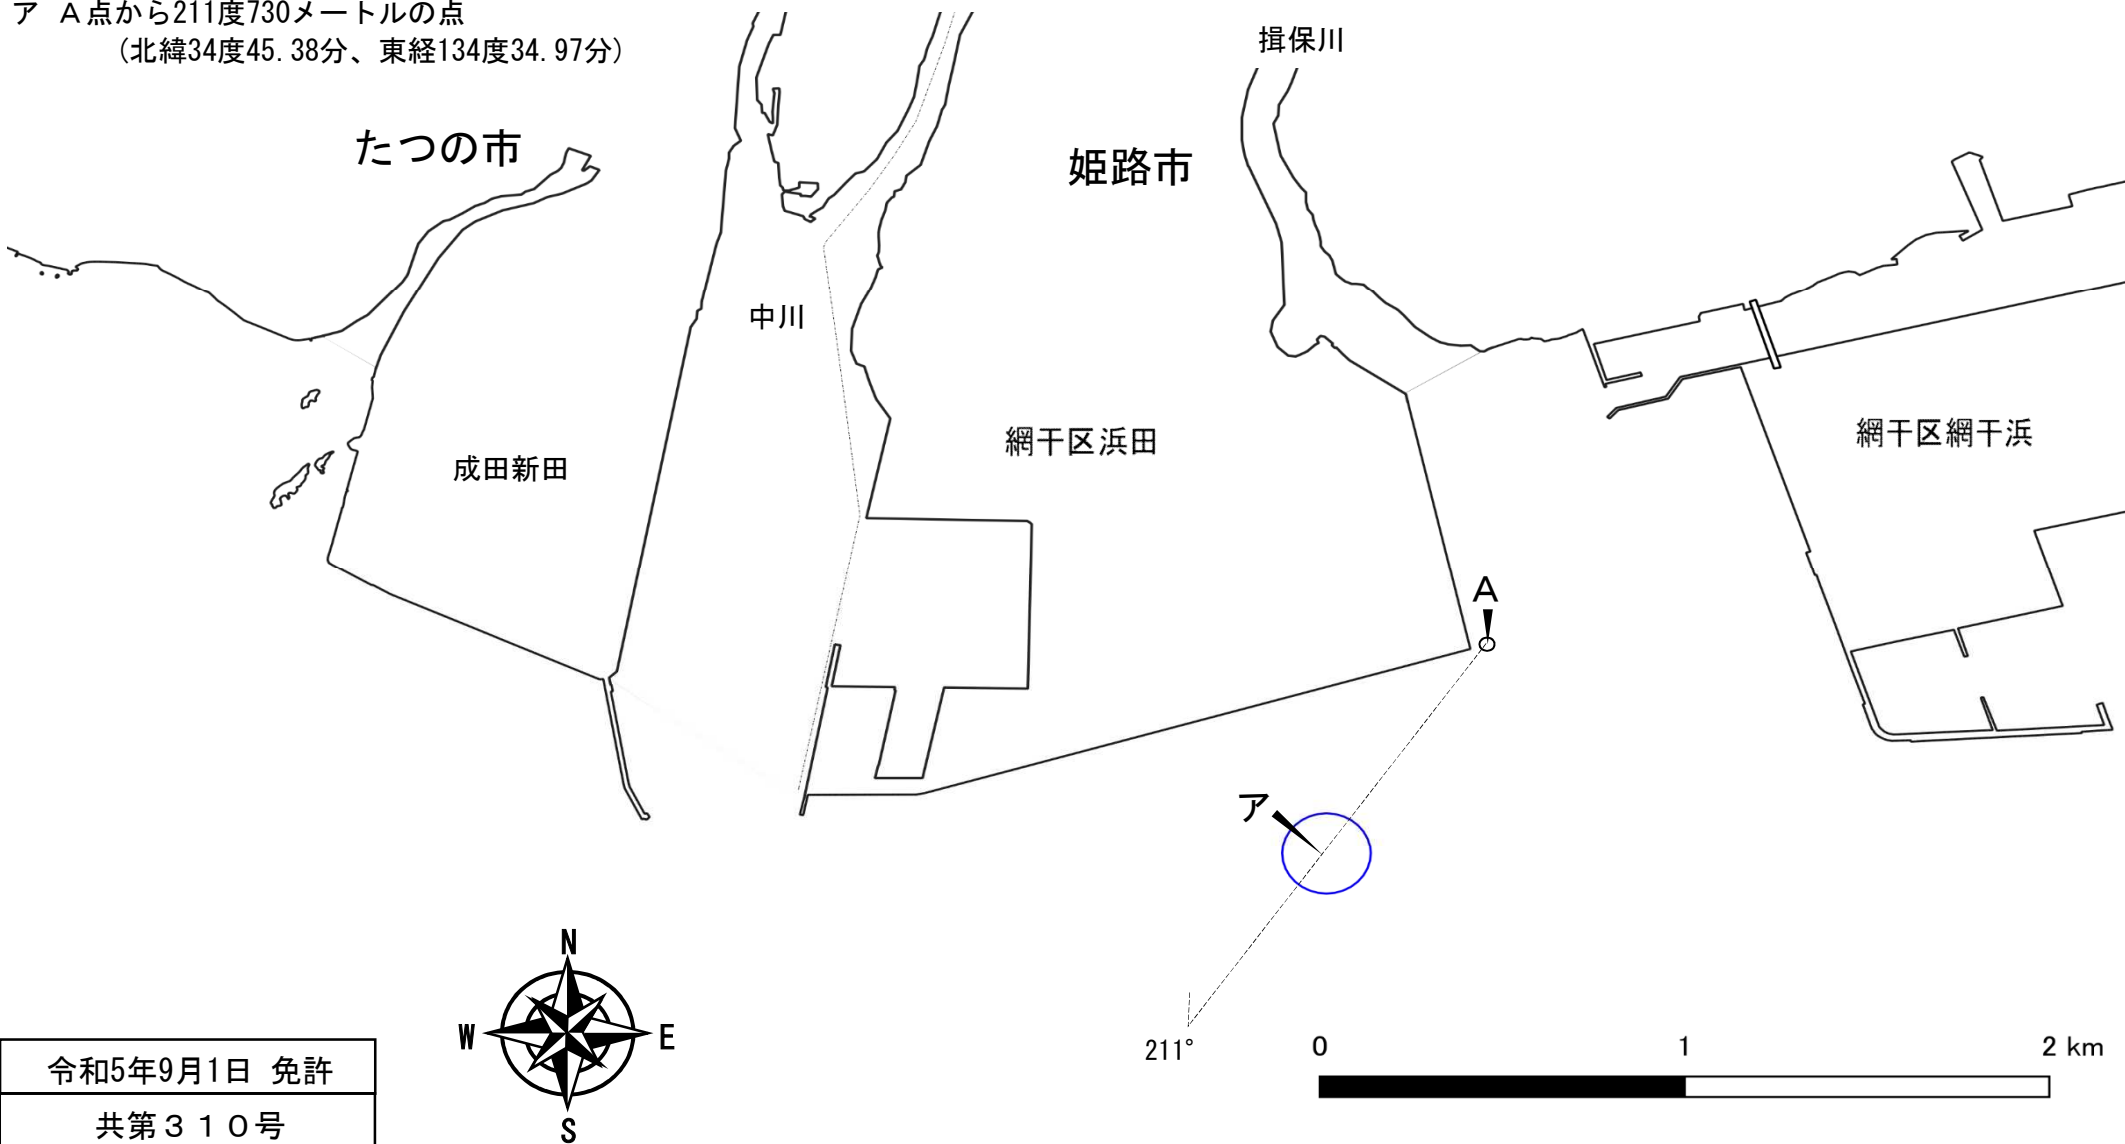 ア Ａ点から211度730メートルの点
(北緯34度45.38分、東経134度34.97分)
揖保川
たつの市
姫路市
中川
網干区浜田
網干区網干浜
成田新田
Ａ
ア
N
W E
S
211°
0 1 2 km
令和5年9月1日 免許
共第３１０号